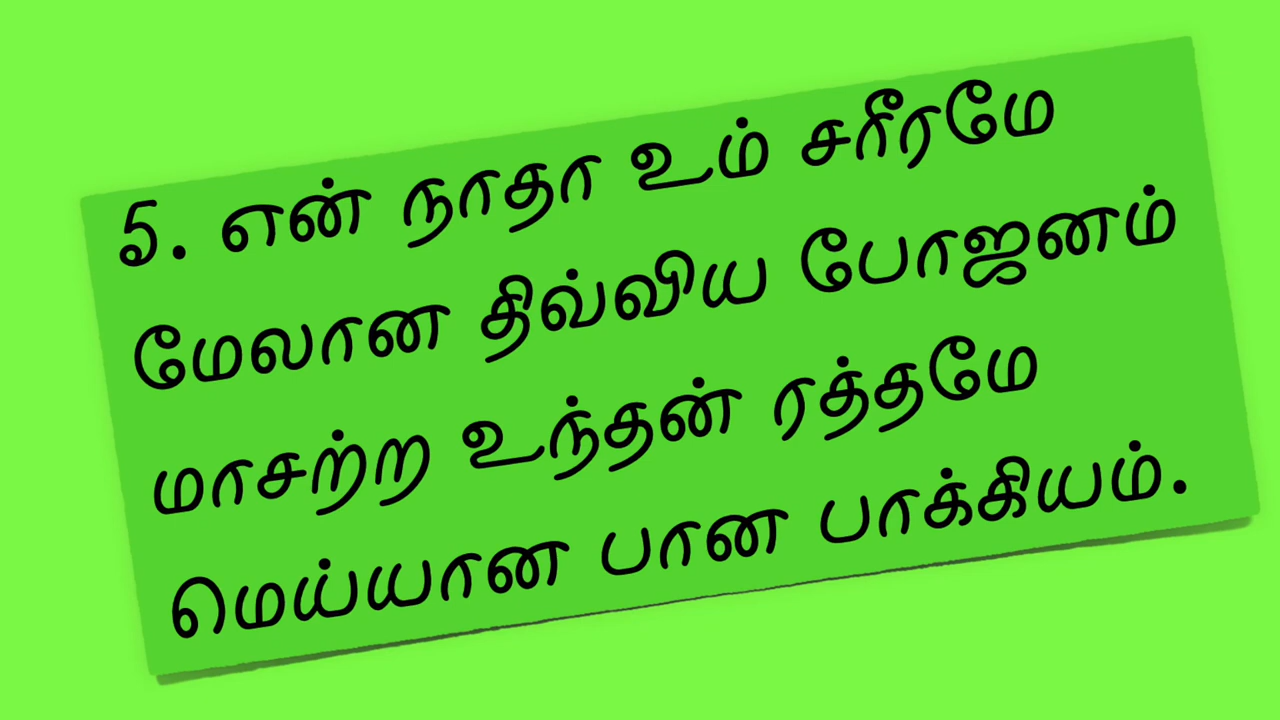 5. என் நாதா உம் சரீரமே
மேலான திவ்விய போஜனம்
மாசற்ற உந்தன் ரத்தமே
மெய்யான பான பாக்கியம்.